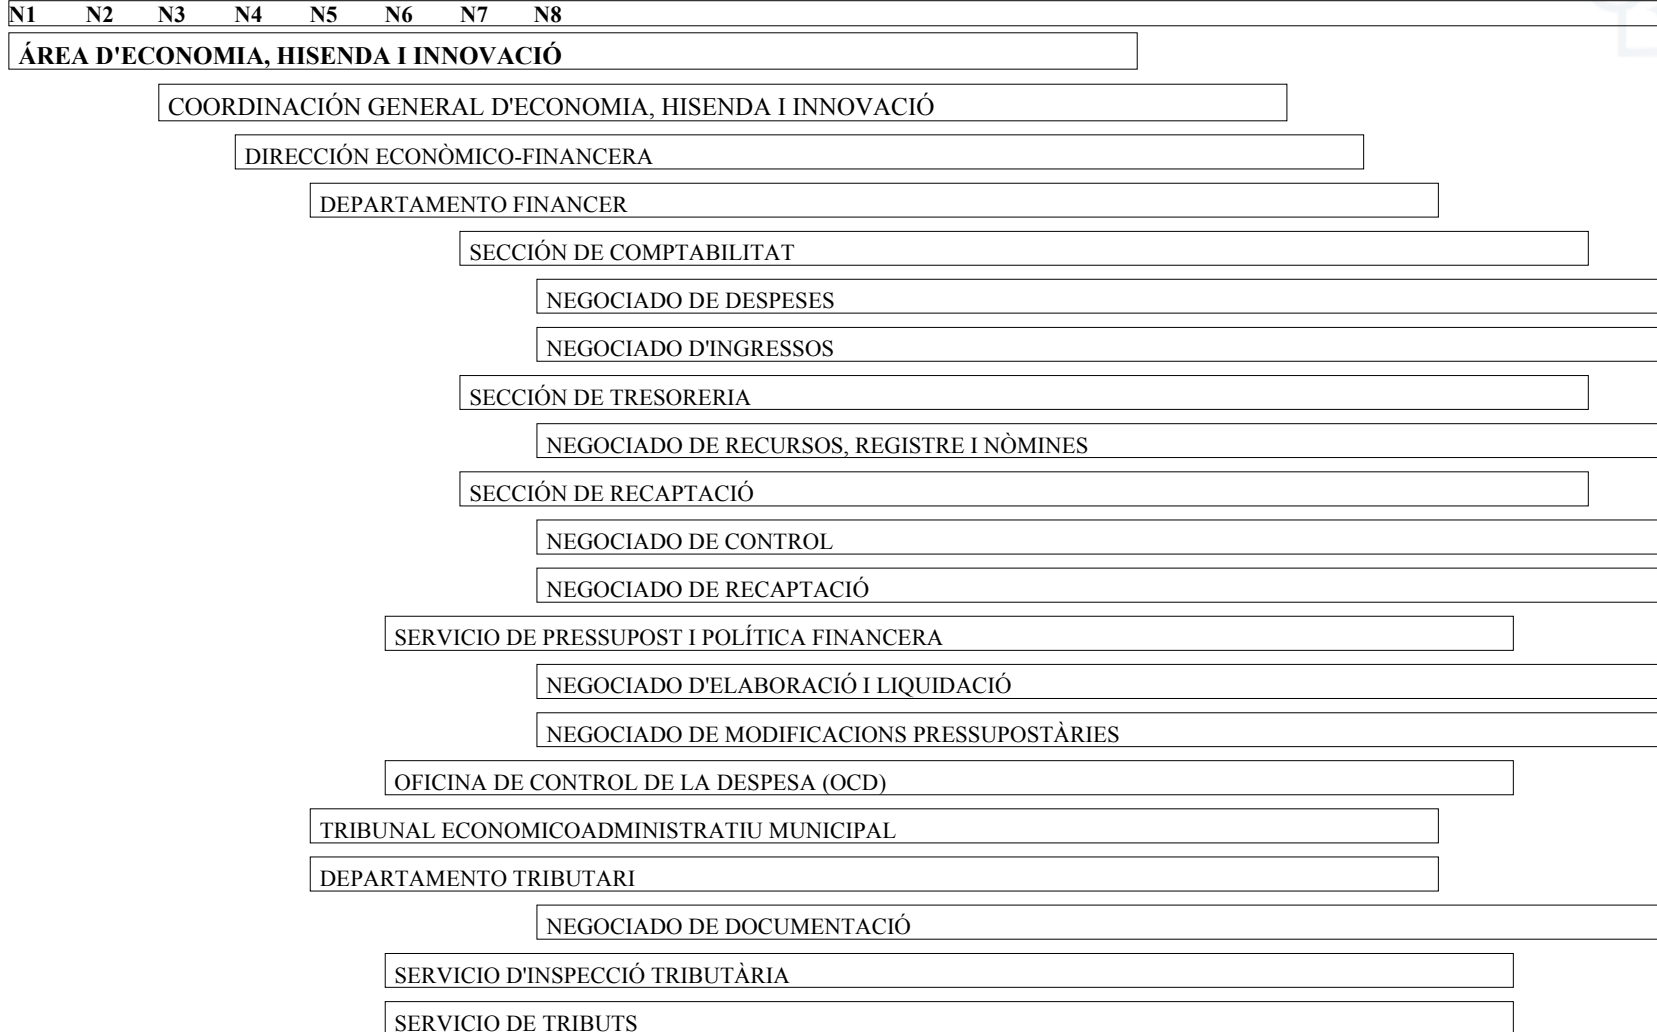 N1 N2 N3 N4 N5 N6 N7 N8
ÁREA D'ECONOMIA, HISENDA I INNOVACIÓ
COORDINACIÓN GENERAL D'ECONOMIA, HISENDA I INNOVACIÓ
DIRECCIÓN ECONÒMICO-FINANCERA
DEPARTAMENTO FINANCER
SECCIÓN DE COMPTABILITAT
NEGOCIADO DE DESPESES
NEGOCIADO D'INGRESSOS
SECCIÓN DE TRESORERIA
NEGOCIADO DE RECURSOS, REGISTRE I NÒMINES
SECCIÓN DE RECAPTACIÓ
NEGOCIADO DE CONTROL
NEGOCIADO DE RECAPTACIÓ
SERVICIO DE PRESSUPOST I POLÍTICA FINANCERA
NEGOCIADO D'ELABORACIÓ I LIQUIDACIÓ
NEGOCIADO DE MODIFICACIONS PRESSUPOSTÀRIES
OFICINA DE CONTROL DE LA DESPESA (OCD)
TRIBUNAL ECONOMICOADMINISTRATIU MUNICIPAL
DEPARTAMENTO TRIBUTARI
NEGOCIADO DE DOCUMENTACIÓ
SERVICIO D'INSPECCIÓ TRIBUTÀRIA
SERVICIO DE TRIBUTS